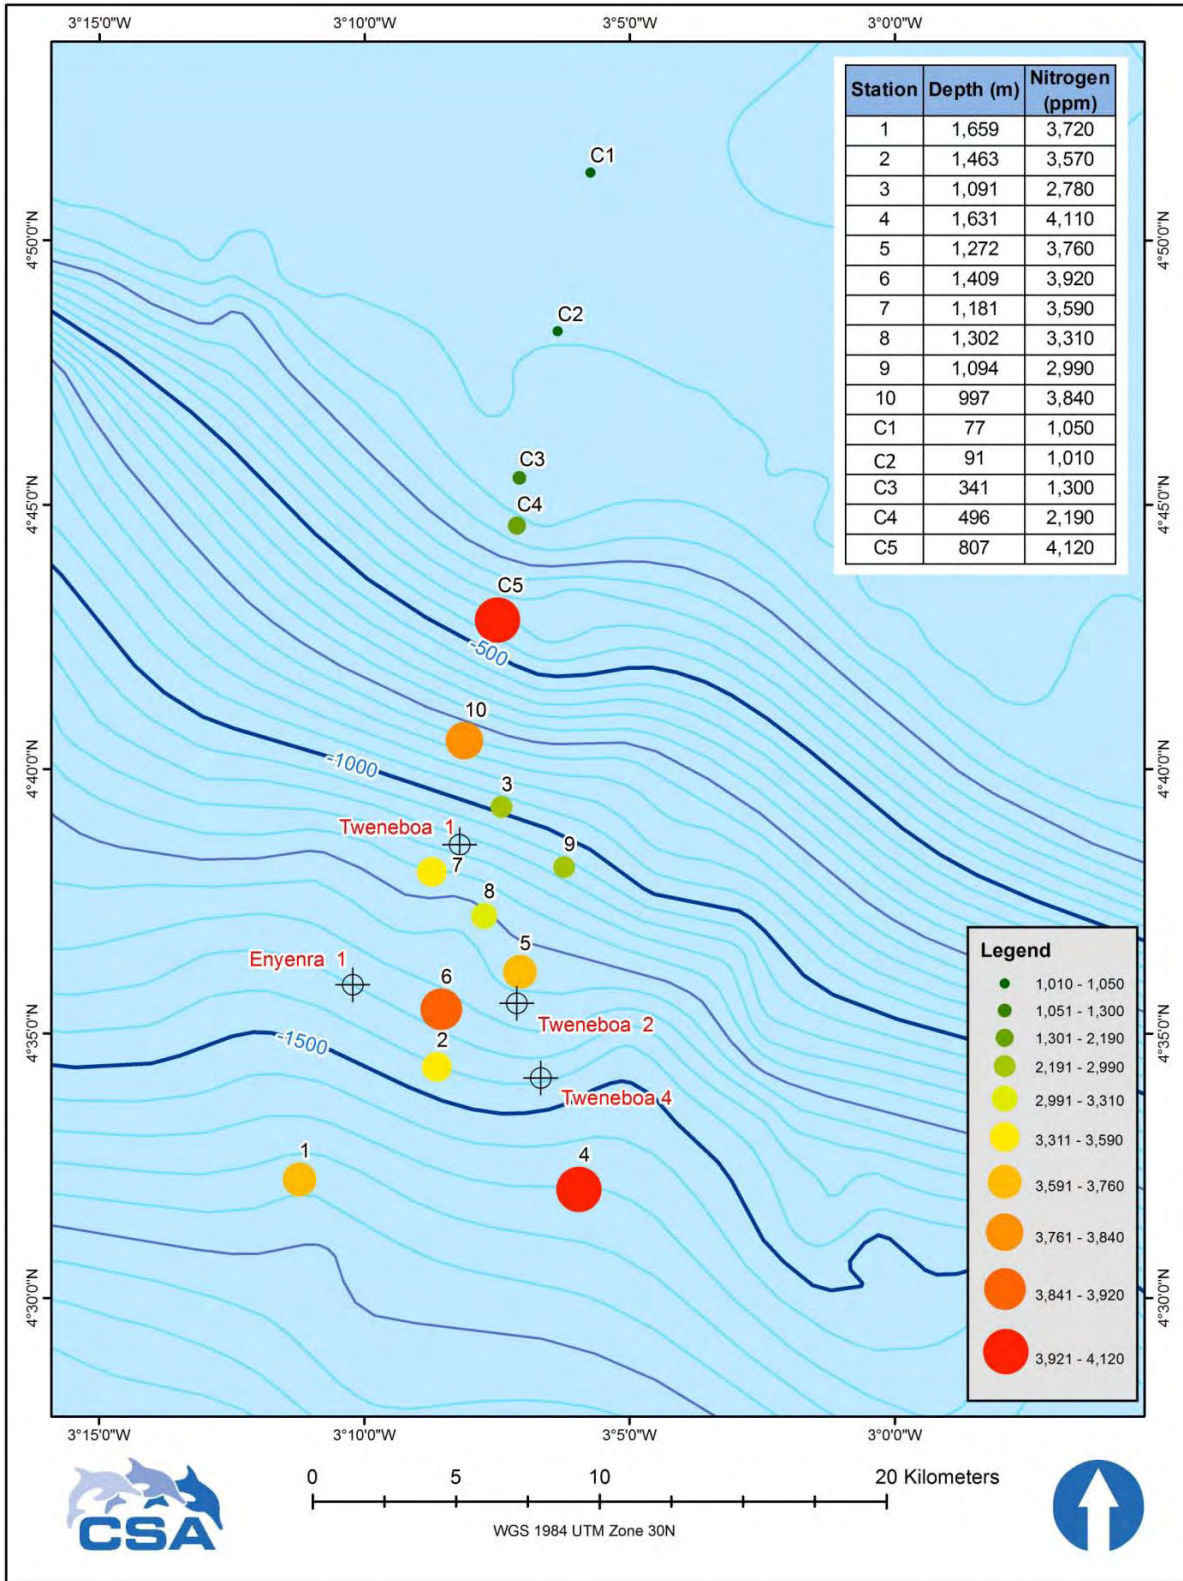 3°15'0"W 3°10'0"W 3°5'0"W 3°0'0"W
Station Depth (m) Nitrogen (ppm)
1 1,659 3,720
2 1,463 3,570
3 1,091 2,780
4 1,631 4,110
5 1,272 3,760
6 1,409 3,920
7 1,181 3,590
8 1,302 3,310
9 1,094 2,990
10 997 3,840
C1 77 1,050
C2 91 1,010
C3 341 1,300
C4 496 2,190
C5 807 4,120
C1
4°50'0"N 4°50'0"N
C2
C3
4°45'0"N 4°45'0"N
C4
C5
-500
10
4°40'0"N 4°40'0"N
-1000
3
Tweneboa 1
9
7
8
5
Enyenra 1
6
Tweneboa 2
4°35'0"N 4°35'0"N
-1500
2
Tweneboa 4
1
4
4°30'0"N 4°30'0"N
Legend
1,010 - 1,050
1,051 - 1,300
1,301 - 2,190
2,191 - 2,990
2,991 - 3,310
3,311 - 3,590
3,591 - 3,760
3,761 - 3,840
3,841 - 3,920
3,921 - 4,120
3°15'0"W 3°10'0"W 3°5'0"W 3°0'0"W
CSA
0 5 10 20 Kilometers
WGS 1984 UTM Zone 30N